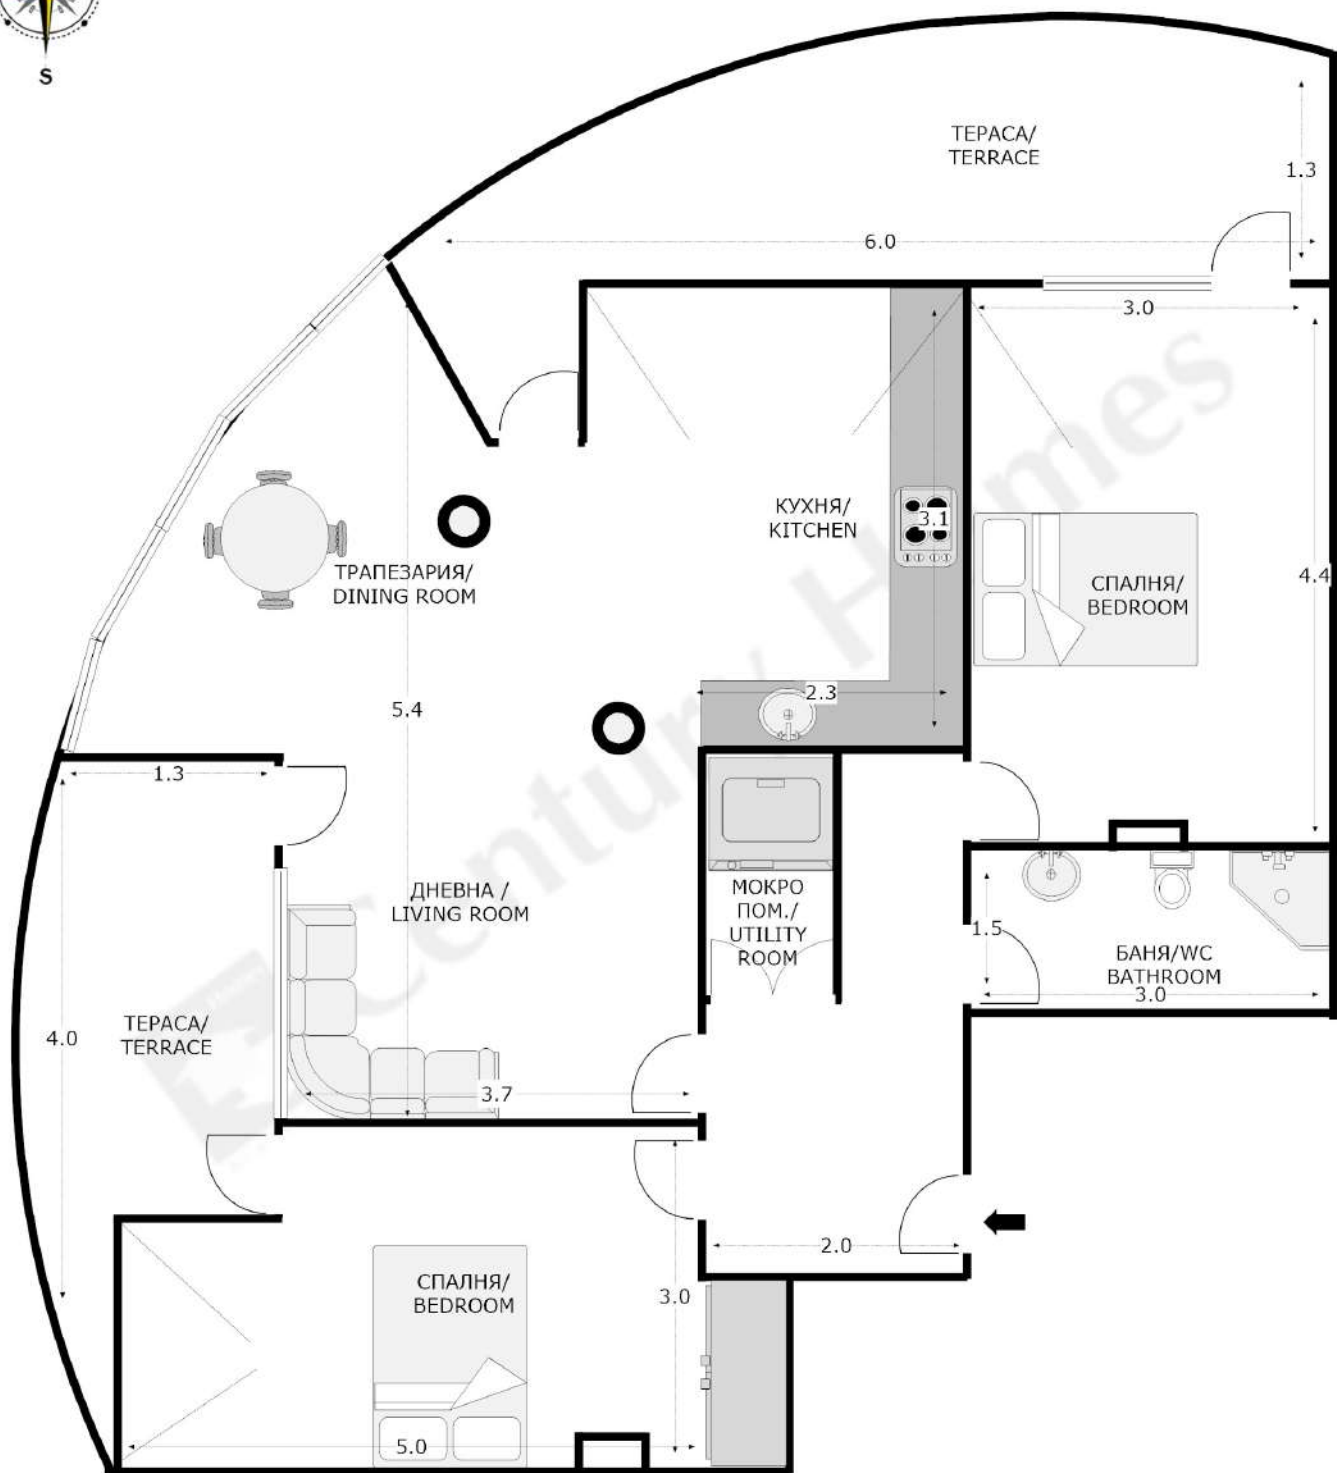 S
ТЕРАСА/
TERRACE
1.3
6.0
3.0
КУХНЯ/
KITCHEN
3.1
ТРАПЕЗАРИЯ/
DINING ROOM
СПАЛНЯ/
BEDROOM
4.4
2.3
5.4
1.3
ДНЕВНА /
LIVING ROOM
МОКРО
ПОМ./
UTILITY
ROOM
1.5
БАНЯ/WC
BATHROOM
3.0
ТЕРАСА/
TERRACE
4.0
3.7
2.0
СПАЛНЯ/
BEDROOM
3.0
5.0
Century Homes